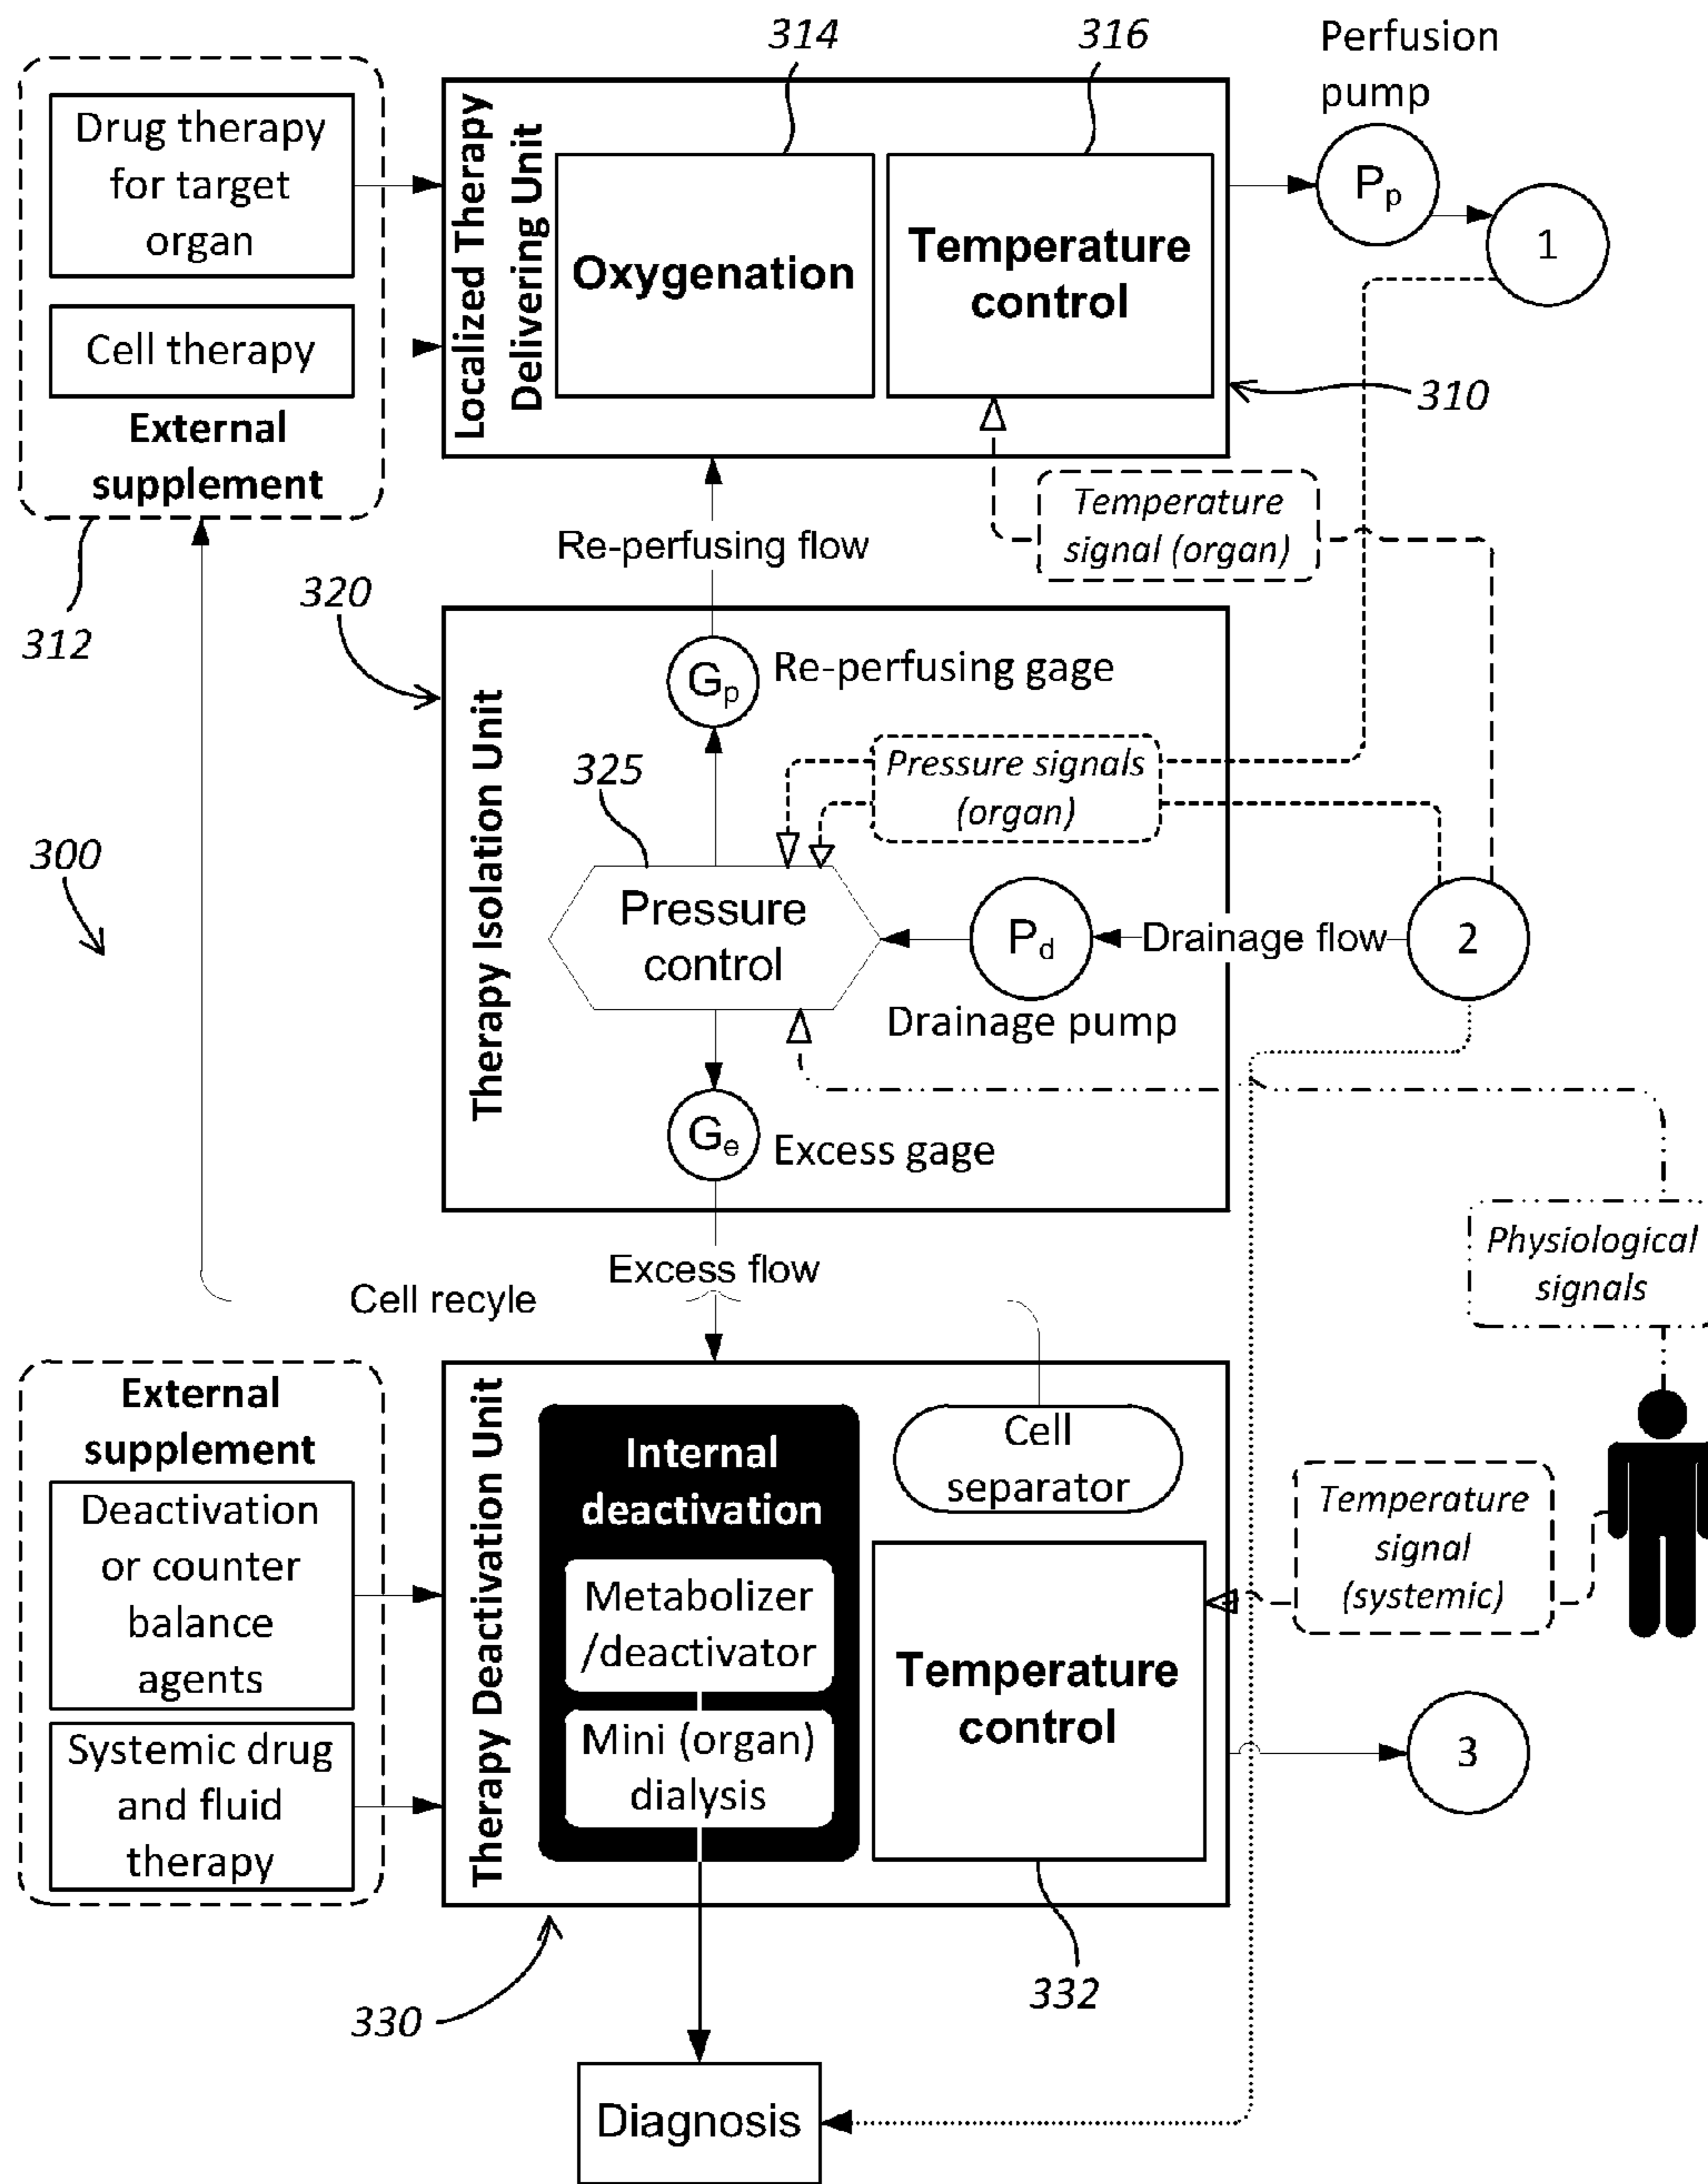 314
316
Perfusion
pump
Drug therapy
for target
organ
Cell therapy
External
supplement
312
Localized Therapy
Delivering Unit
Oxygenation
Temperature
control
Pp
1
310
Re-perfusing flow
Temperature
signal (organ)
320
Therapy Isolation Unit
Gp
Re-perfusing gage
325
Pressure signals
(organ)
300
Pressure
control
Pd
Drainage flow
2
Drainage pump
Ge
Excess gage
Physiological
signals
Excess flow
Cell recyle
External
supplement
Deactivation
or counter
balance
agents
Systemic drug
and fluid
therapy
Therapy Deactivation Unit
Internal
deactivation
Metabolizer
/deactivator
Mini (organ)
dialysis
Cell
separator
Temperature
control
Temperature
signal
(systemic)
3
330
332
Diagnosis